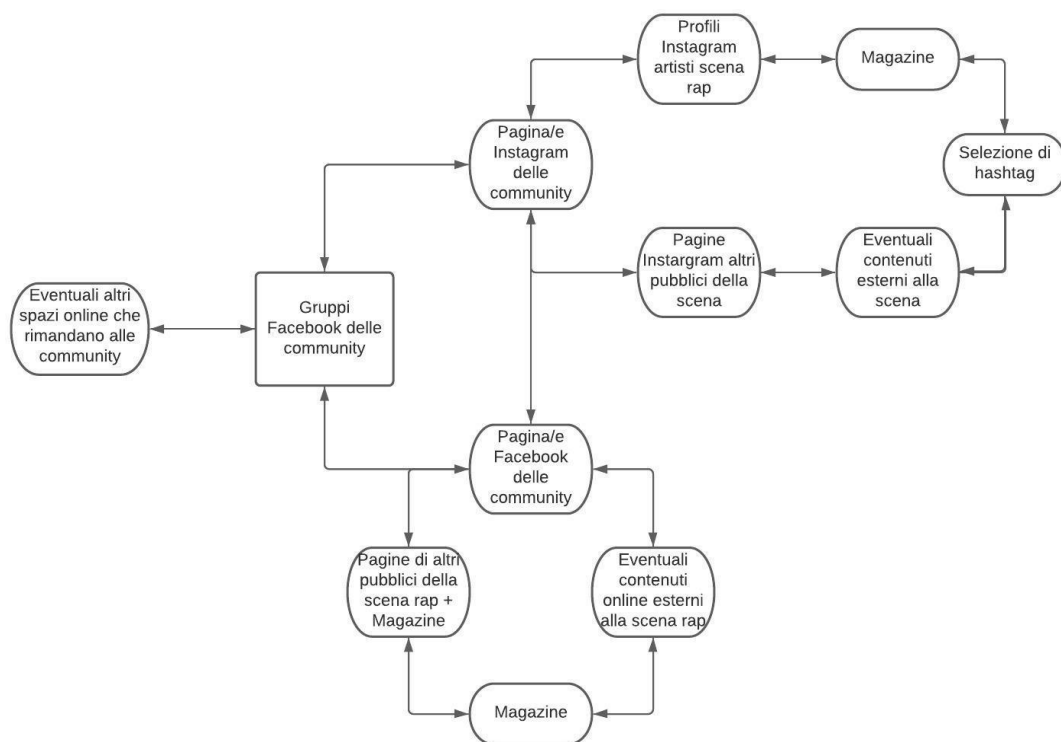 Profili
Instagram
artisti scena
rap
Magazine
Pagina/e
Instagram
delle
community
Selezione di
hashtag
Pagine
Instargram altri
pubblici della
scena
Eventuali
contenuti
esterni alla
scena
Eventuali altri
spazi online che
rimandano alle
community
Gruppi
Facebook delle
community
Pagina/e
Facebook
delle
community
Pagine di altri
pubblici della
scena rap +
Magazine
Eventuali
contenuti
online esterni
alla scena rap
Magazine